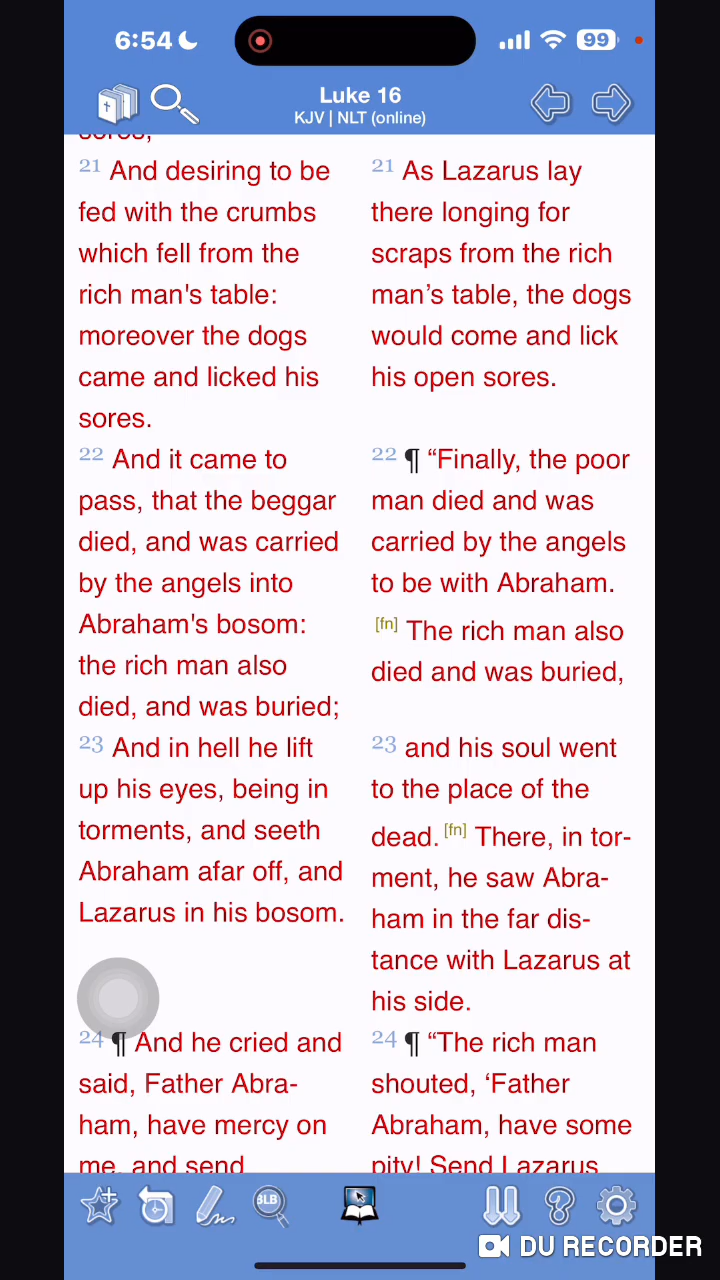 6:54
99
Luke 16
KJV | NLT (online)
sores,
21 And desiring to be
fed with the crumbs
which fell from the
rich man's table:
moreover the dogs
came and licked his
sores.
22 And it came to
pass, that the beggar
died, and was carried
by the angels into
Abraham's bosom:
the rich man also
died, and was buried;
23 And in hell he lift
up his eyes, being in
torments, and seeth
Abraham afar off, and
Lazarus in his bosom.
24 ¶ And he cried and
said, Father Abra-
ham, have mercy on
me, and send
21 As Lazarus lay
there longing for
scraps from the rich
man’s table, the dogs
would come and lick
his open sores.
22 ¶ “Finally, the poor
man died and was
carried by the angels
to be with Abraham.
[fn] The rich man also
died and was buried,
23 and his soul went
to the place of the
dead. [fn] There, in tor-
ment, he saw Abra-
ham in the far dis-
tance with Lazarus at
his side.
24 ¶ “The rich man
shouted, ‘Father
Abraham, have some
pity! Send Lazarus
BLB
DU RECORDER